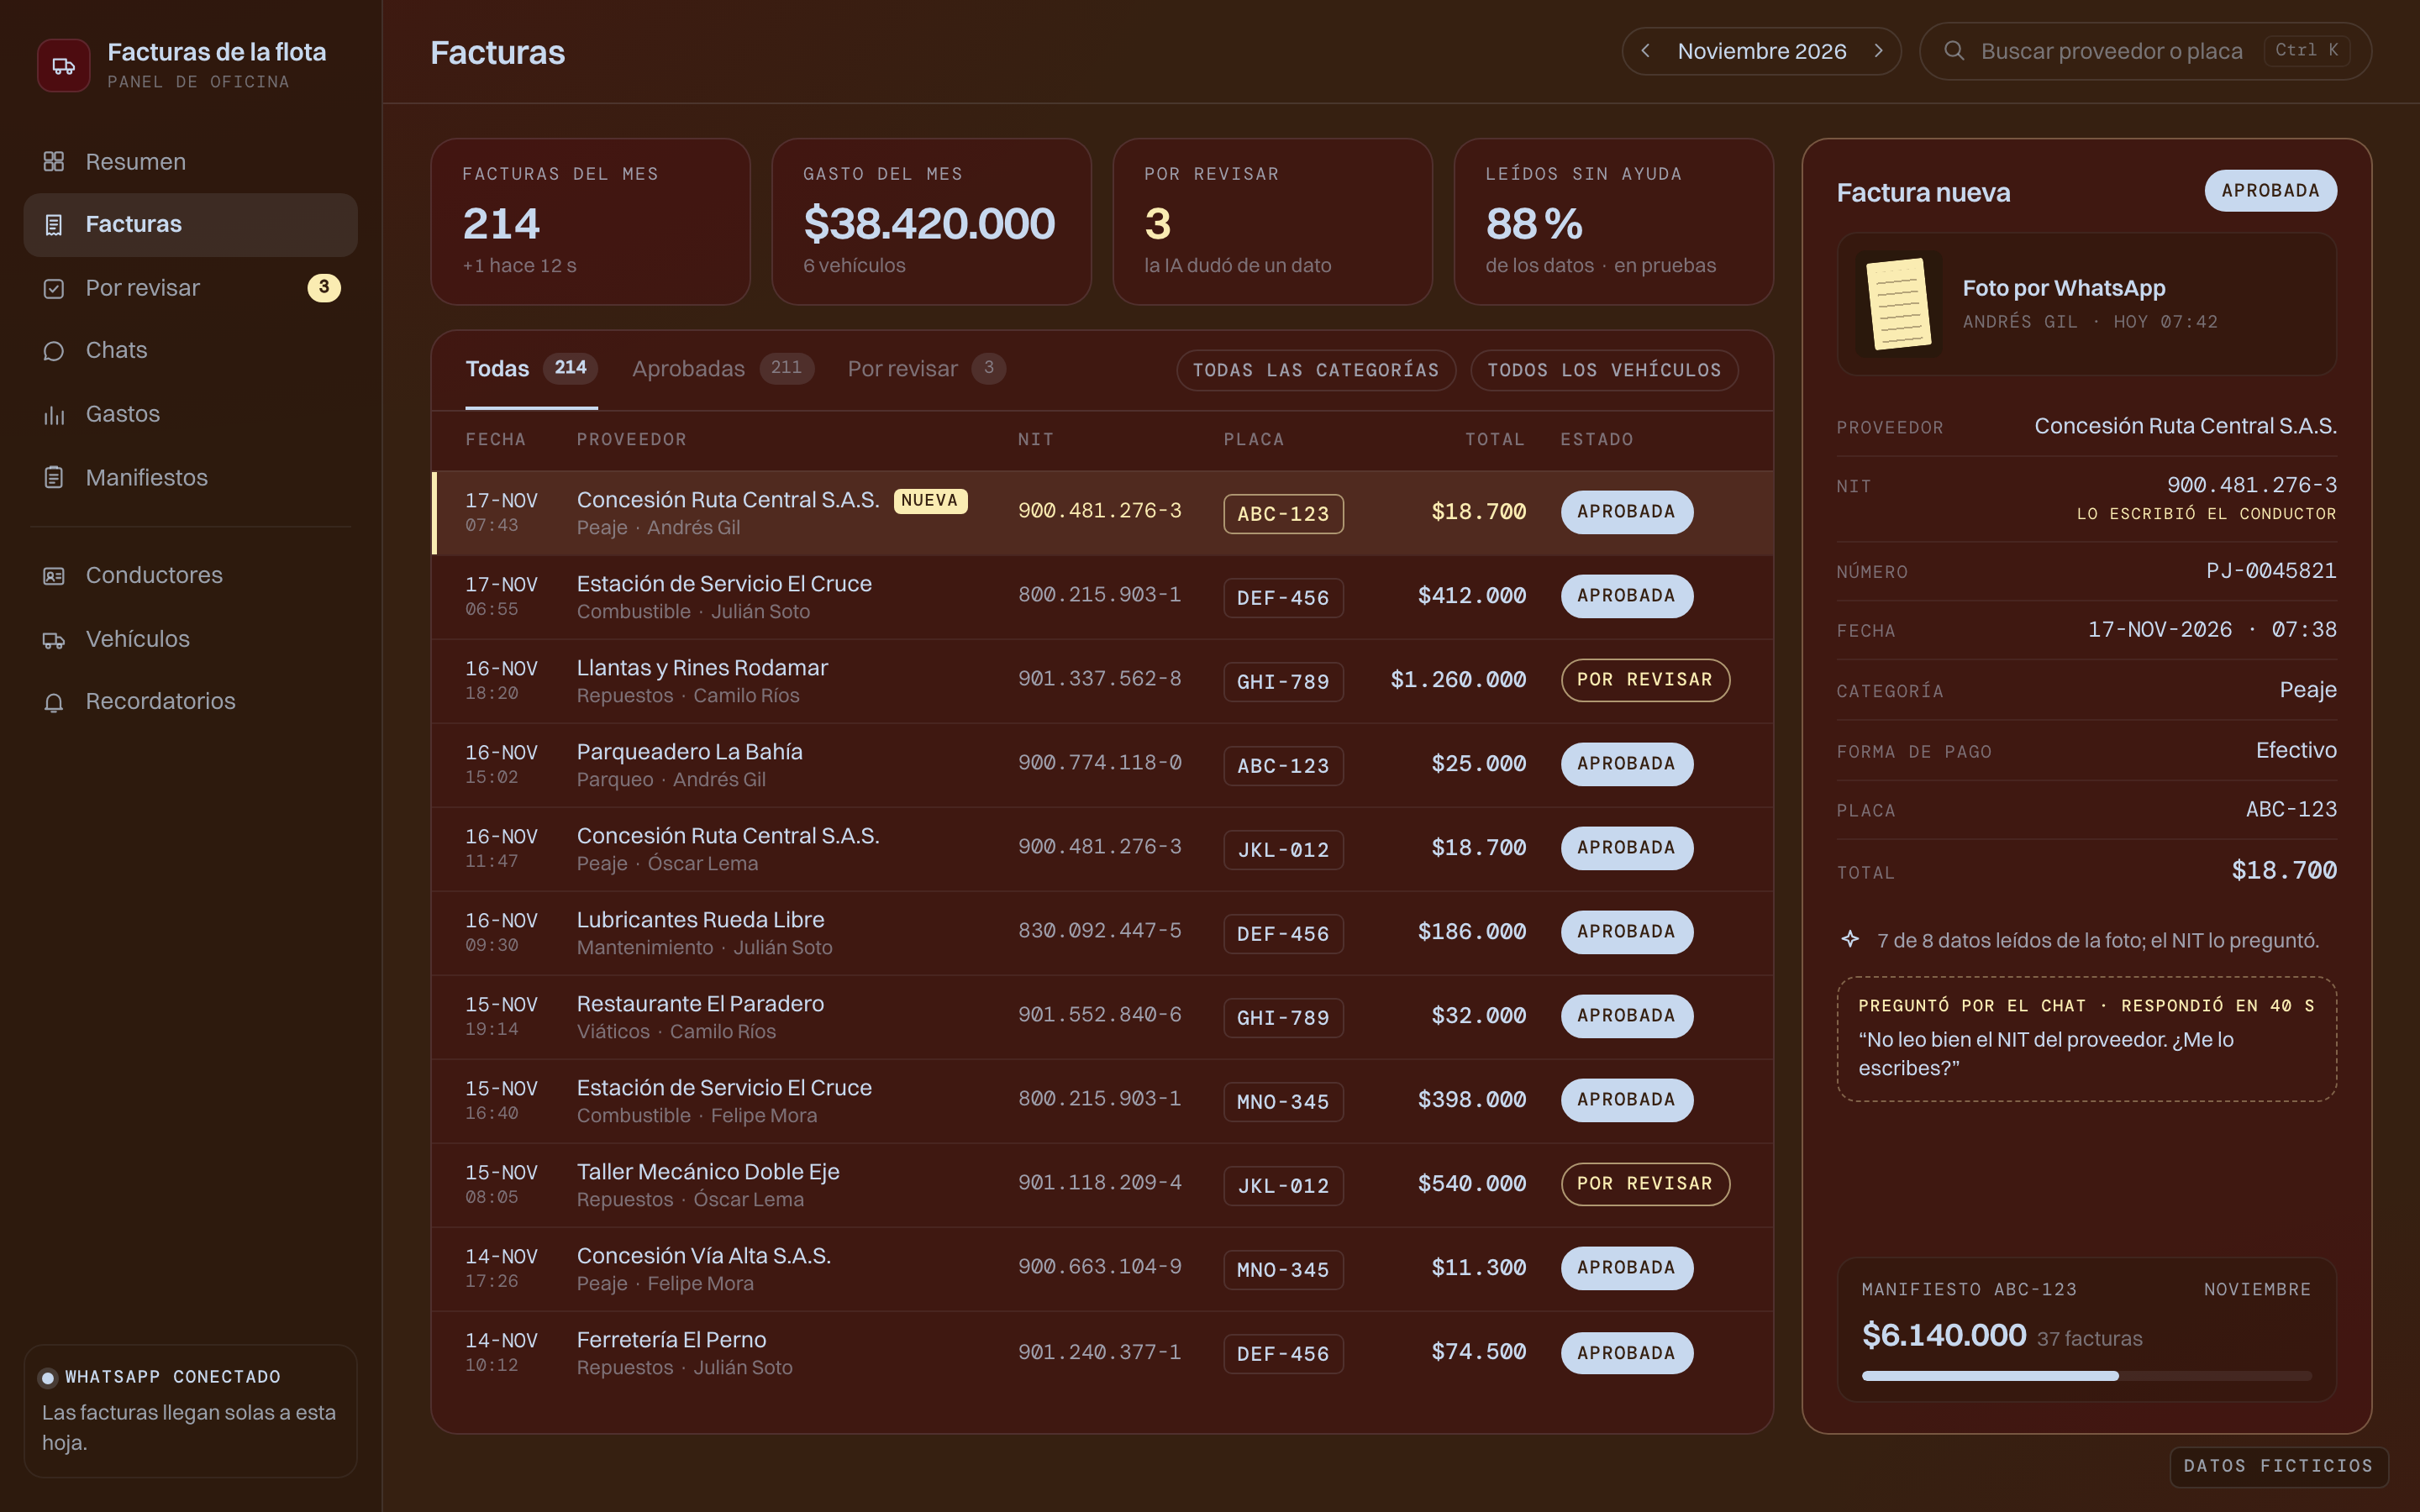 Facturas de la flota
PANEL DE OFICINA
Resumen
Facturas
Por revisar 3
Chats
Gastos
Manifiestos
Conductores
Vehículos
Recordatorios
WHATSAPP CONECTADO
Las facturas llegan solas a esta
hoja.
Facturas
Noviembre 2026
Buscar proveedor o placa Ctrl K
FACTURAS DEL MES
214
+1 hace 12 s
GASTO DEL MES
$38.420.000
6 vehículos
POR REVISAR
3
la IA dudó de un dato
LEÍDOS SIN AYUDA
88 %
de los datos · en pruebas
Todas 214 Aprobadas 211 Por revisar 3 TODAS LAS CATEGORÍAS TODOS LOS VEHÍCULOS
FECHA PROVEEDOR NIT PLACA TOTAL ESTADO
17-NOV Concesión Ruta Central S.A.S. NUEVA 900.481.276-3 ABC-123 $18.700 APROBADA
07:43 Peaje · Andrés Gil
17-NOV Estación de Servicio El Cruce 800.215.903-1 DEF-456 $412.000 APROBADA
06:55 Combustible · Julián Soto
16-NOV Llantas y Rines Rodamar 901.337.562-8 GHI-789 $1.260.000 POR REVISAR
18:20 Repuestos · Camilo Ríos
16-NOV Parqueadero La Bahía 900.774.118-0 ABC-123 $25.000 APROBADA
15:02 Parqueo · Andrés Gil
16-NOV Concesión Ruta Central S.A.S. 900.481.276-3 JKL-012 $18.700 APROBADA
11:47 Peaje · Óscar Lema
16-NOV Lubricantes Rueda Libre 830.092.447-5 DEF-456 $186.000 APROBADA
09:30 Mantenimiento · Julián Soto
15-NOV Restaurante El Paradero 901.552.840-6 GHI-789 $32.000 APROBADA
19:14 Viáticos · Camilo Ríos
15-NOV Estación de Servicio El Cruce 800.215.903-1 MNO-345 $398.000 APROBADA
16:40 Combustible · Felipe Mora
15-NOV Taller Mecánico Doble Eje 901.118.209-4 JKL-012 $540.000 POR REVISAR
08:05 Repuestos · Óscar Lema
14-NOV Concesión Vía Alta S.A.S. 900.663.104-9 MNO-345 $11.300 APROBADA
17:26 Peaje · Felipe Mora
14-NOV Ferretería El Perno 901.240.377-1 DEF-456 $74.500 APROBADA
10:12 Repuestos · Julián Soto
Factura nueva APROBADA
Foto por WhatsApp
ANDRÉS GIL · HOY 07:42
PROVEEDOR Concesión Ruta Central S.A.S.
NIT 900.481.276-3
LO ESCRIBIÓ EL CONDUCTOR
NÚMERO PJ-0045821
FECHA 17-NOV-2026 · 07:38
CATEGORÍA Peaje
FORMA DE PAGO Efectivo
PLACA ABC-123
TOTAL $18.700
7 de 8 datos leídos de la foto; el NIT lo preguntó.
PREGUNTÓ POR EL CHAT · RESPONDIÓ EN 40 S
“No leo bien el NIT del proveedor. ¿Me lo
escribes?”
MANIFIESTO ABC-123 NOVIEMBRE
$6.140.000 37 facturas
DATOS FICTICIOS